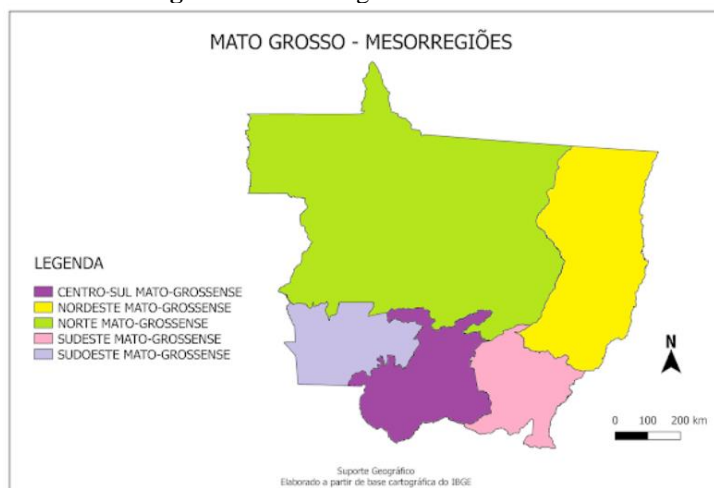 MATO GROSSO - MESORREGIÕES
LEGENDA
CENTRO-SUL MATO-GROSSENSE
NORDESTE MATO-GROSSENSE
NORTE MATO-GROSSENSE
SUDESTE MATO-GROSSENSE
SUDOESTE MATO-GROSSENSE
N
0 100 200 km
Suporte Geográfico
Elaborado a partir de base cartográfica do IBGE